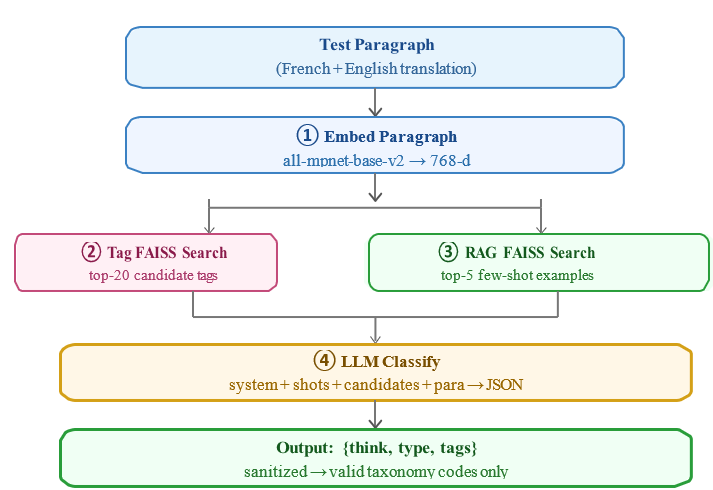 Test Paragraph
(French + English translation)
① Embed Paragraph
all-mpnet-base-v2 → 768-d
② Tag FAISS Search
top-20 candidate tags
③ RAG FAISS Search
top-5 few-shot examples
④ LLM Classify
system + shots + candidates + para → JSON
Output: {think, type, tags}
sanitized → valid taxonomy codes only